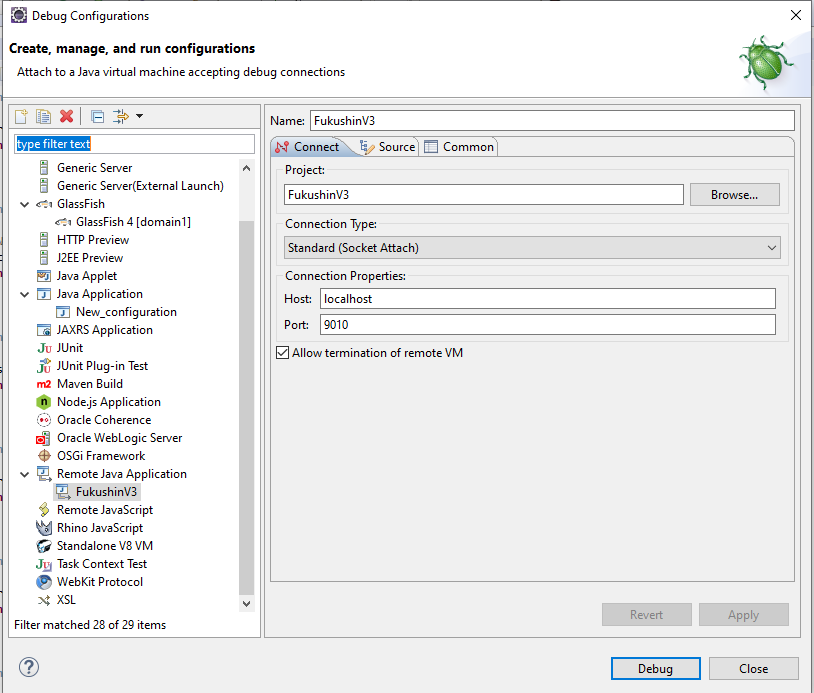 Debug Configurations
Create, manage, and run configurations
Attach to a Java virtual machine accepting debug connections
type filter text
Generic Server
Generic Server(External Launch)
GlassFish
GlassFish 4 [domain1]
HTTP Preview
J2EE Preview
Java Applet
Java Application
New_configuration
JAXRS Application
JUnit
JUnit Plug-in Test
Maven Build
Node.js Application
Oracle Coherence
Oracle WebLogic Server
OSGi Framework
Remote Java Application
FukushinV3
Remote JavaScript
Rhino JavaScript
Standalone V8 VM
Task Context Test
WebKit Protocol
XSL
Filter matched 28 of 29 items
Name: FukushinV3
Connect Source Common
Project:
FukushinV3 Browse...
Connection Type:
Standard (Socket Attach)
Connection Properties:
Host: localhost
Port: 9010
Allow termination of remote VM
Revert Apply
Debug Close